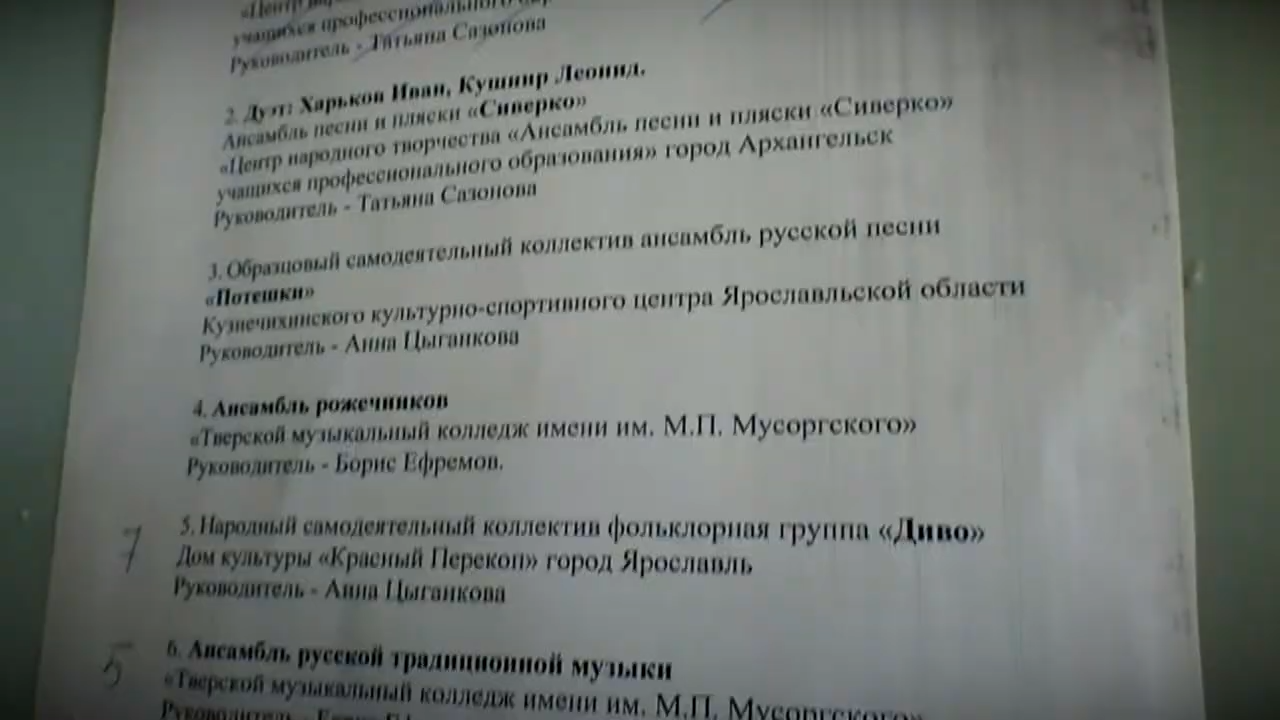 «Центр
учащихся профессионального
Руководитель - Татьяна Сазонова
2. Дуэт: Харьков Иван, Кушнир Леонид.
Ансамбль песни и пляски «Сиверко»
«Центр народного творчества «Ансамбль песни и пляски «Сиверко»
учащихся профессионального образования» город Архангельск
Руководитель - Татьяна Сазонова
3. Образцовый самодеятельный коллектив ансамбль русской песни
«Потешки»
Кузнечихинского культурно-спортивного центра Ярославльской области
Руководитель - Анна Цыганкова
4. Ансамбль рожечников
«Тверской музыкальный колледж имени им. М.П. Мусоргского»
Руководитель - Борис Ефремов.
7 5. Народный самодеятельный коллектив фольклорная группа «Диво»
Дом культуры «Красный Перекоп» город Ярославль
Руководитель - Анна Цыганкова
5 6. Ансамбль русской традиционной музыки
«Тверской музыкальный колледж имени им. М.П. Мусоргского»
Руководитель -